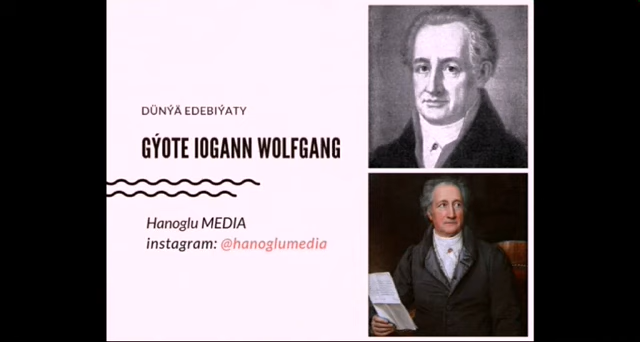 DÜNÝÄ EDEBIÝATY
GÝOTE IOGANN WOLFGANG
Hanoglu MEDIA
instagram: @hanoglumedia